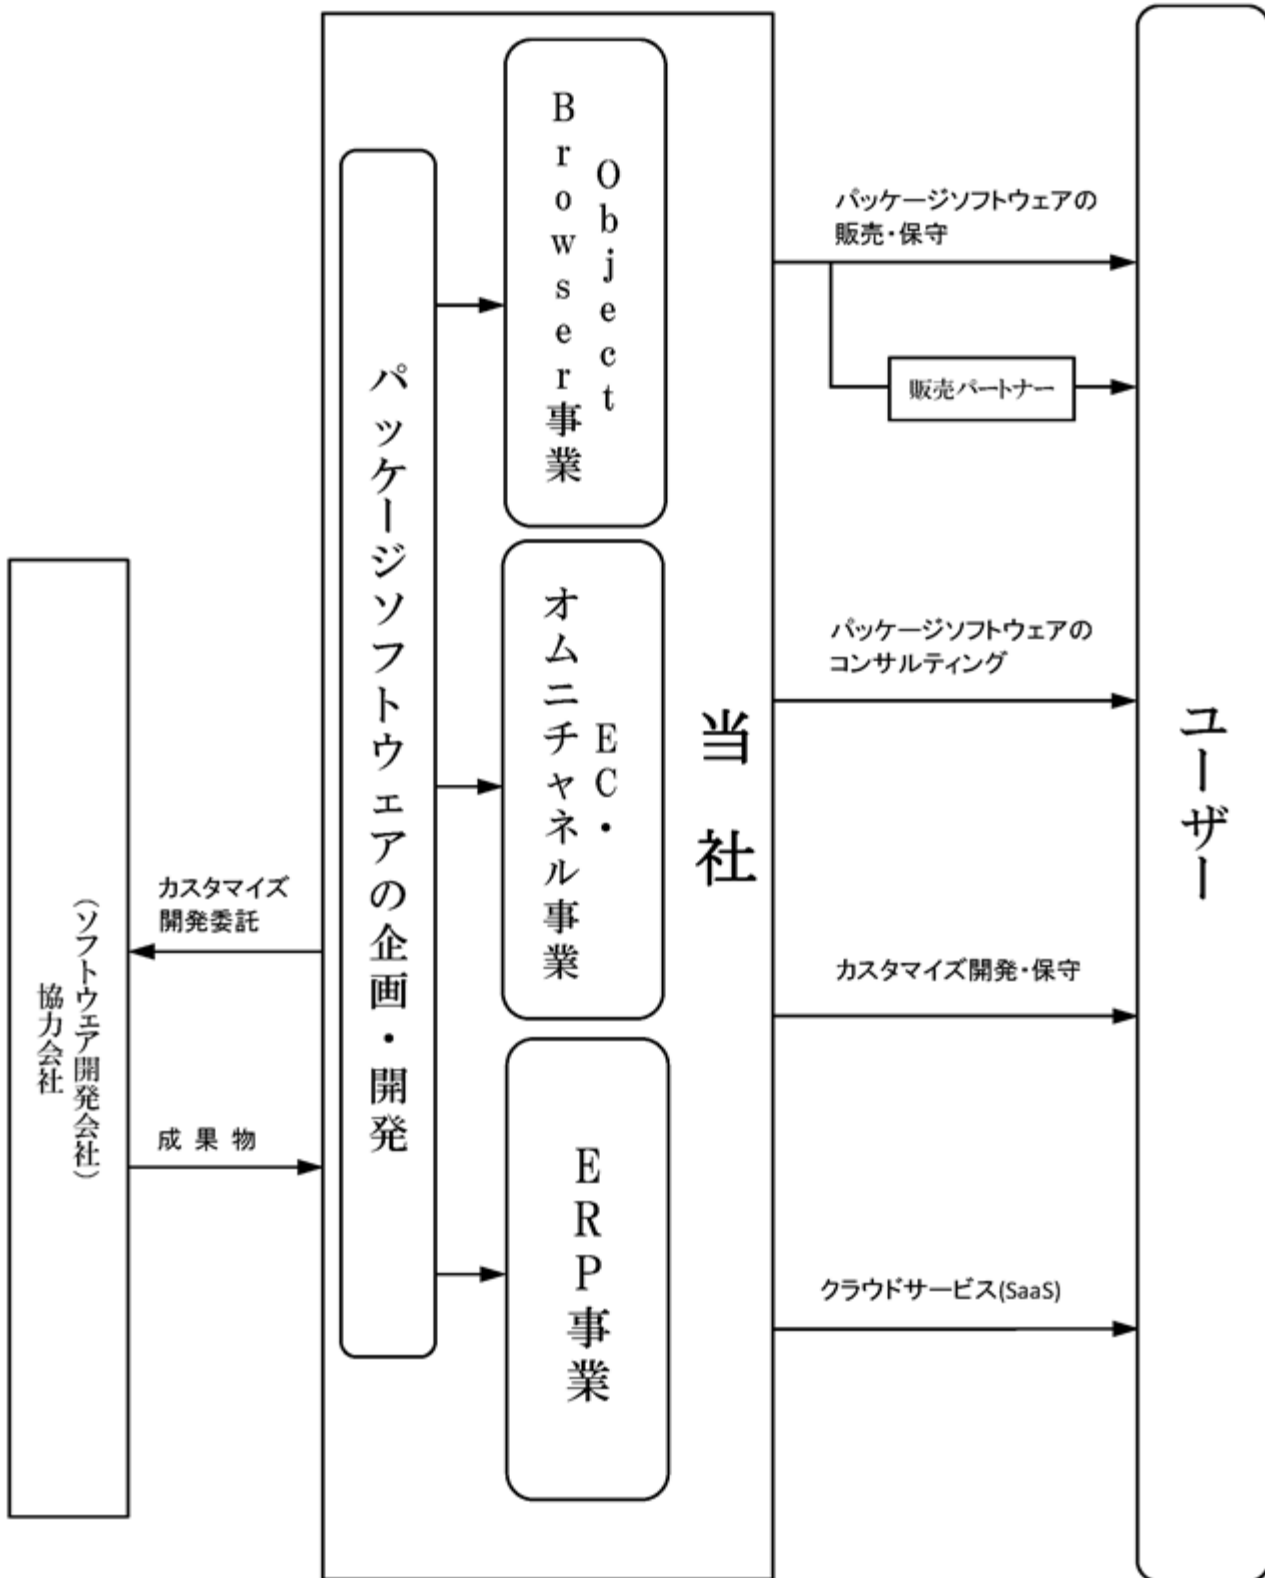 協力会社
(ソフトウェア開発会社)
カスタマイズ
開発委託
成果物
パッケージソフトウェアの企画・開発
Object
Browser事業
EC・
オムニチャネル事業
ERP事業
当社
パッケージソフトウェアの
販売・保守
販売パートナー
パッケージソフトウェアの
コンサルティング
カスタマイズ開発・保守
クラウドサービス(SaaS)
ユーザー